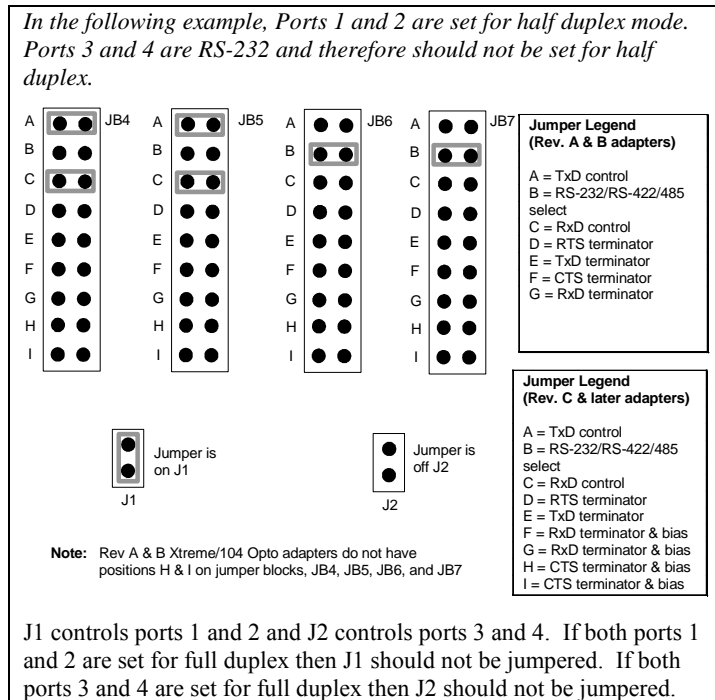 In the following example, Ports 1 and 2 are set for half duplex mode.
Ports 3 and 4 are RS-232 and therefore should not be set for half
duplex.
A JB4 A JB5 A JB6 A JB7
B B B B
C C C C
D D D D
E E E E
F F F F
G G G G
H H H H
I I I I
Jumper Legend
(Rev. A & B adapters)
A = TxD control
B = RS-232/RS-422/485
select
C = RxD control
D = RTS terminator
E = TxD terminator
F = CTS terminator
G = RxD terminator
Jumper Legend
(Rev. C & later adapters)
A = TxD control
B = RS-232/RS-422/485
select
C = RxD control
D = RTS terminator
E = TxD terminator
F = RxD terminator & bias
G = RxD terminator & bias
H = CTS terminator & bias
I = CTS terminator & bias
Jumper is
on J1
J1
Jumper is
off J2
J2
Note: Rev A & B Xtreme/104 Opto adapters do not have
positions H & I on jumper blocks, JB4, JB5, JB6, and JB7
J1 controls ports 1 and 2 and J2 controls ports 3 and 4. If both ports 1
and 2 are set for full duplex then J1 should not be jumpered. If both
ports 3 and 4 are set for full duplex then J2 should not be jumpered.